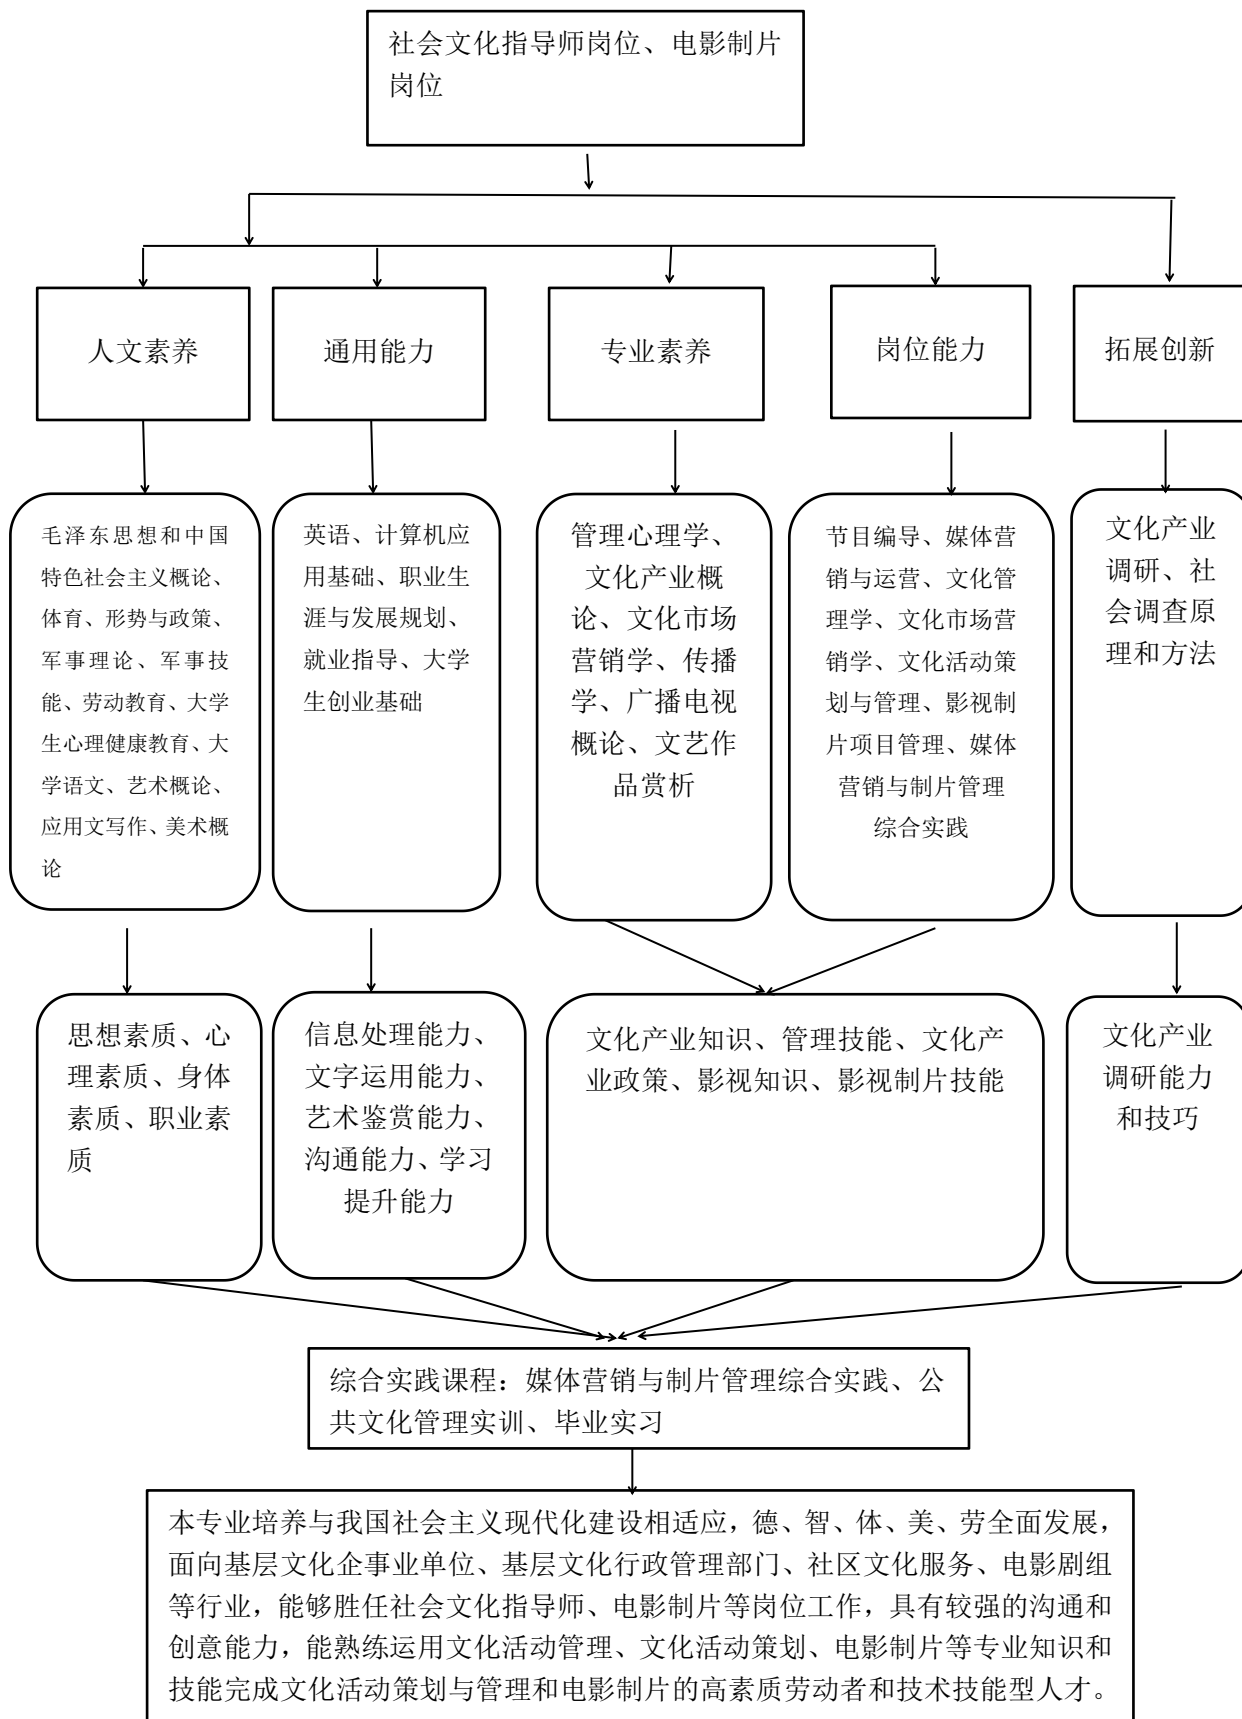 社会文化指导师岗位、电影制片
岗位
人文素养
通用能力
专业素养
岗位能力
拓展创新
毛泽东思想和中国
特色社会主义概论、
体育、形势与政策、
军事理论、军事技
能、劳动教育、大学
生心理健康教育、大
学语文、艺术概论、
应用文写作、美术概
论
英语、计算机应
用基础、职业生
涯与发展规划、
就业指导、大学
生创业基础
管理心理学、
文化产业概
论、文化市场
营销学、传播
学、广播电视
概论、文艺作
品赏析
节目编导、媒体营
销与运营、文化管
理学、文化市场营
销学、文化活动策
划与管理、影视制
片项目管理、媒体
营销与制片管理
综合实践
文化产业
调研、社
会调查原
理和方法
思想素质、心
理素质、身体
素质、职业素
质
信息处理能力、
文字运用能力、
艺术鉴赏能力、
沟通能力、学习
提升能力
文化产业知识、管理技能、文化产
业政策、影视知识、影视制片技能
文化产业
调研能力
和技巧
综合实践课程：媒体营销与制片管理综合实践、公
共文化管理实训、毕业实习
本专业培养与我国社会主义现代化建设相适应，德、智、体、美、劳全面发展，
面向基层文化企事业单位、基层文化行政管理部门、社区文化服务、电影剧组
等行业，能够胜任社会文化指导师、电影制片等岗位工作，具有较强的沟通和
创意能力，能熟练运用文化活动管理、文化活动策划、电影制片等专业知识和
技能完成文化活动策划与管理和电影制片的高素质劳动者和技术技能型人才。